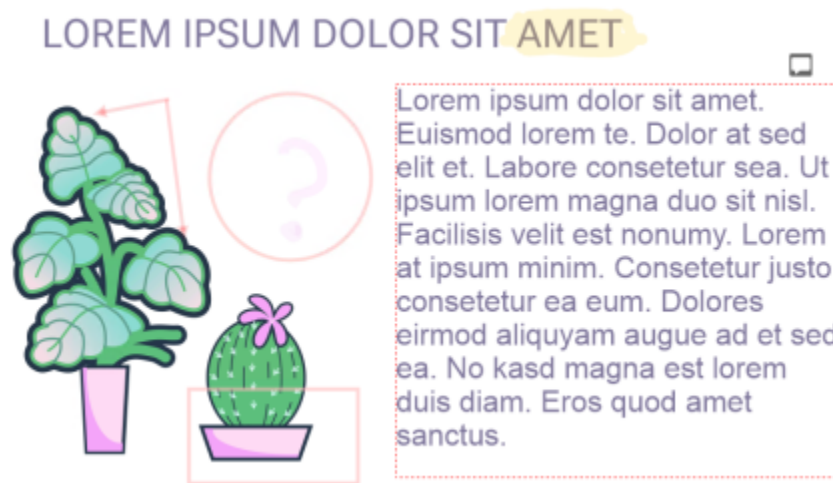 LOREM IPSUM DOLOR SIT AMET
?
Lorem ipsum dolor sit amet.
Euismod lorem te. Dolor at sed
elit et. Labore consetetur sea. Ut
ipsum lorem magna duo sit nisl.
Facilisis velit est nonumy. Lorem
at ipsum minim. Consetetur justo
consetetur ea eum. Dolores
eirmod aliquyam augue ad et sed
ea. No kasd magna est lorem
duis diam. Eros quod amet
sanctus.